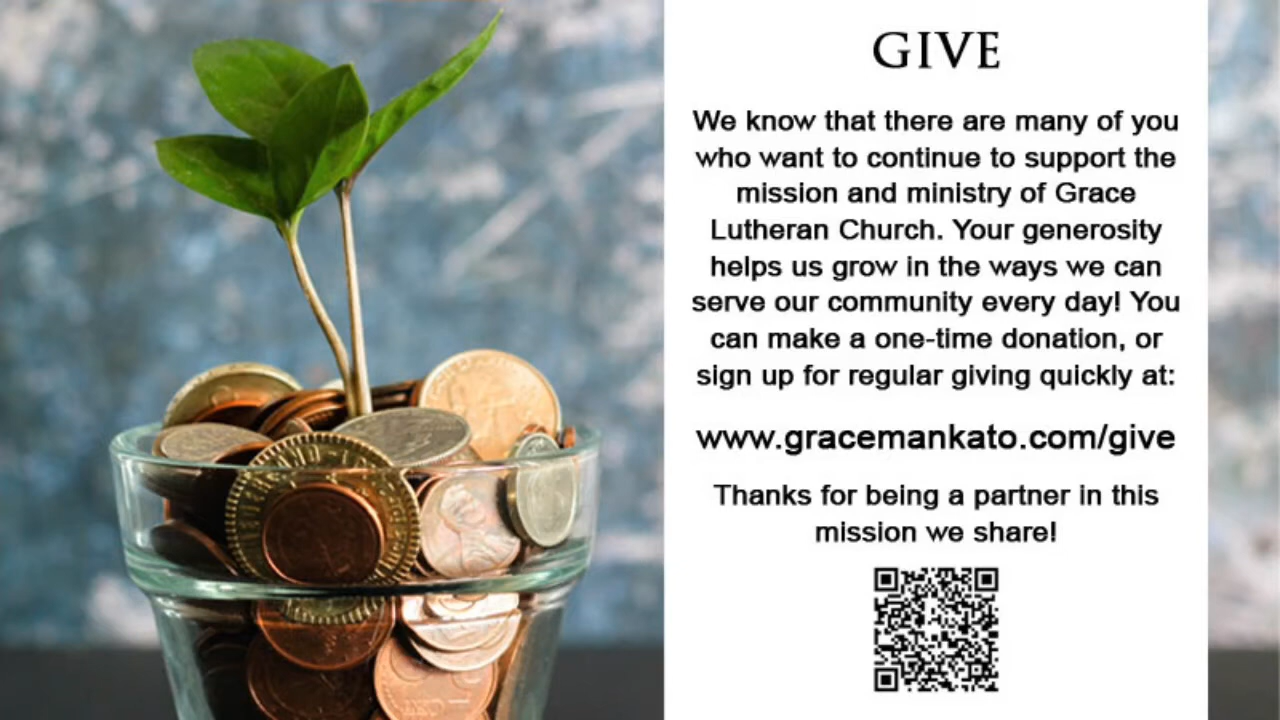 GIVE
We know that there are many of you
who want to continue to support the
mission and ministry of Grace
Lutheran Church. Your generosity
helps us grow in the ways we can
serve our community every day! You
can make a one-time donation, or
sign up for regular giving quickly at:
www.gracemankato.com/give
Thanks for being a partner in this
mission we share!